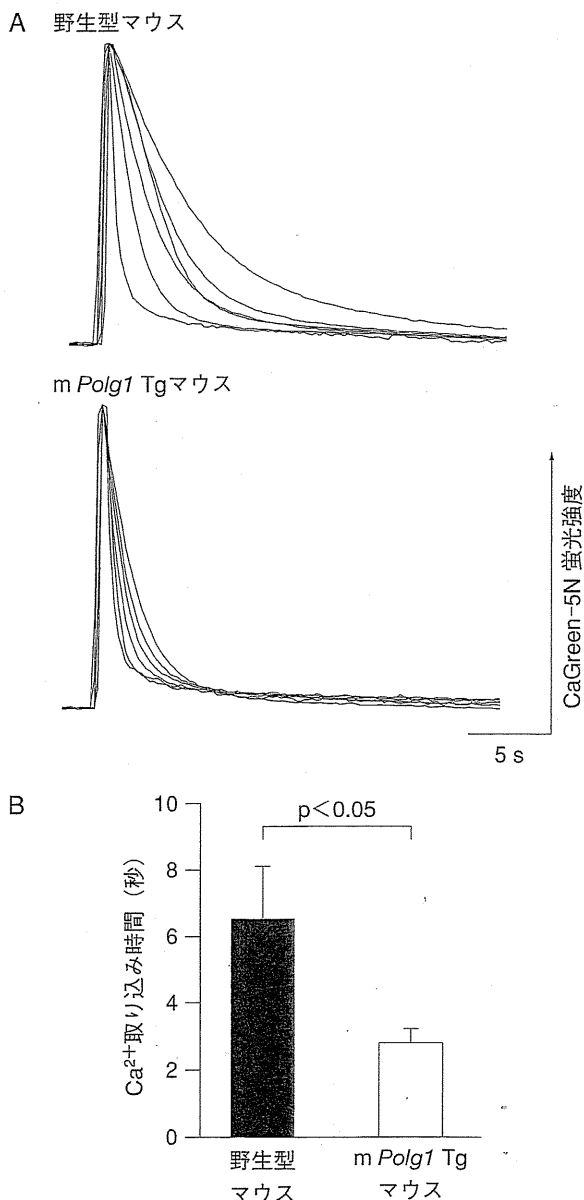 A 野生型マウス
m Polg1 Tgマウス
CaGreen-5N 蛍光強度
5 s
B
p<0.05
Ca²⁺取り込み時間（秒）
10
8
6
4
2
0
野生型
マウス
m Polg1 Tg
マウス